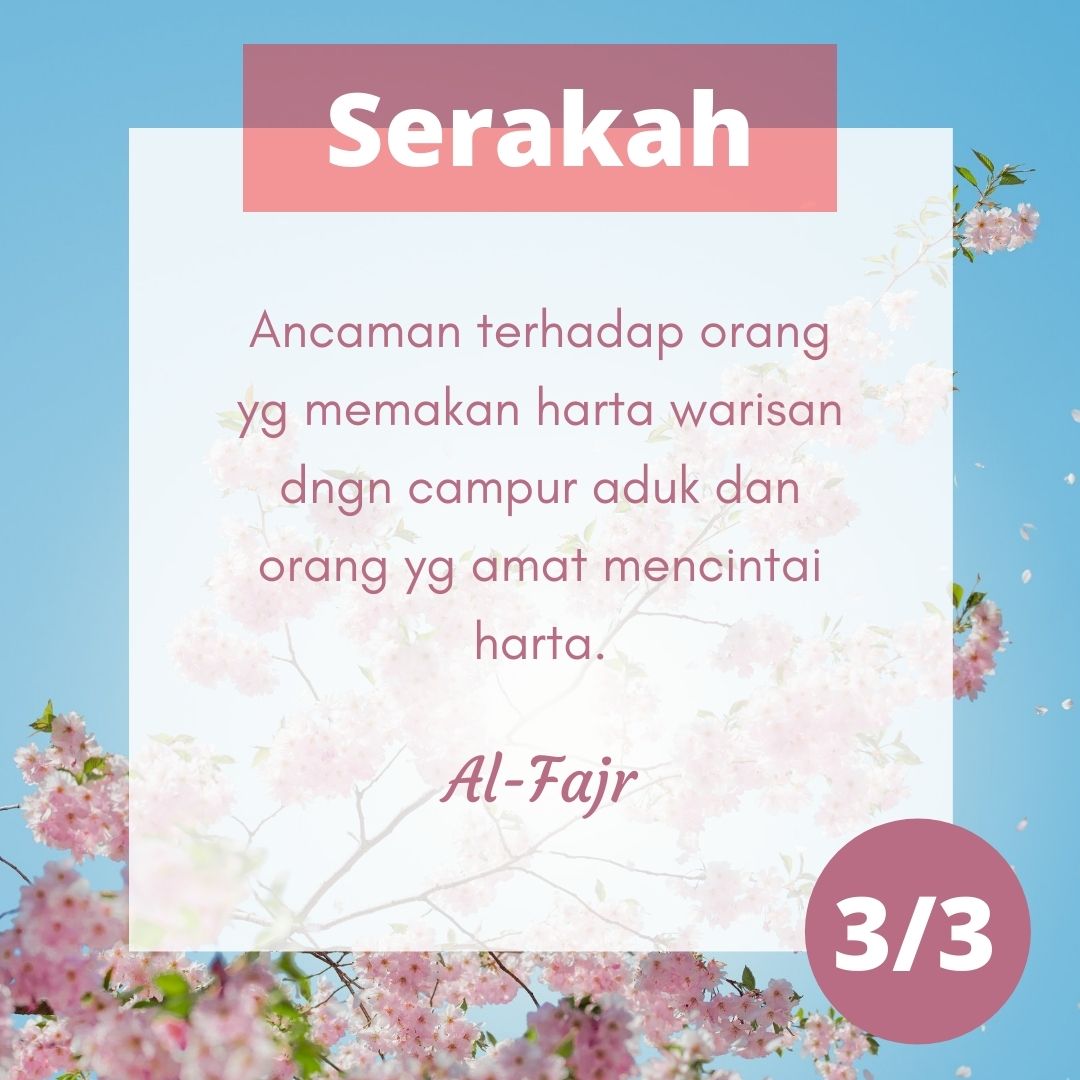 Serakah
Ancaman terhadap orang
yg memakan harta warisan
dngn campur aduk dan
orang yg amat mencintai
harta.
Al-Fajr
3/3